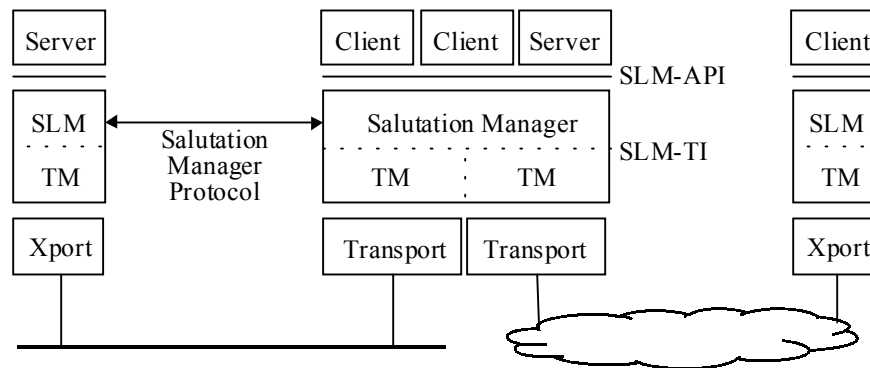 Server
Client
Client
Server
Client
SLM-API
SLM
Salutation Manager
SLM
Salutation
Manager
Protocol
SLM-TI
TM
TM
TM
TM
Xport
Transport
Transport
Xport